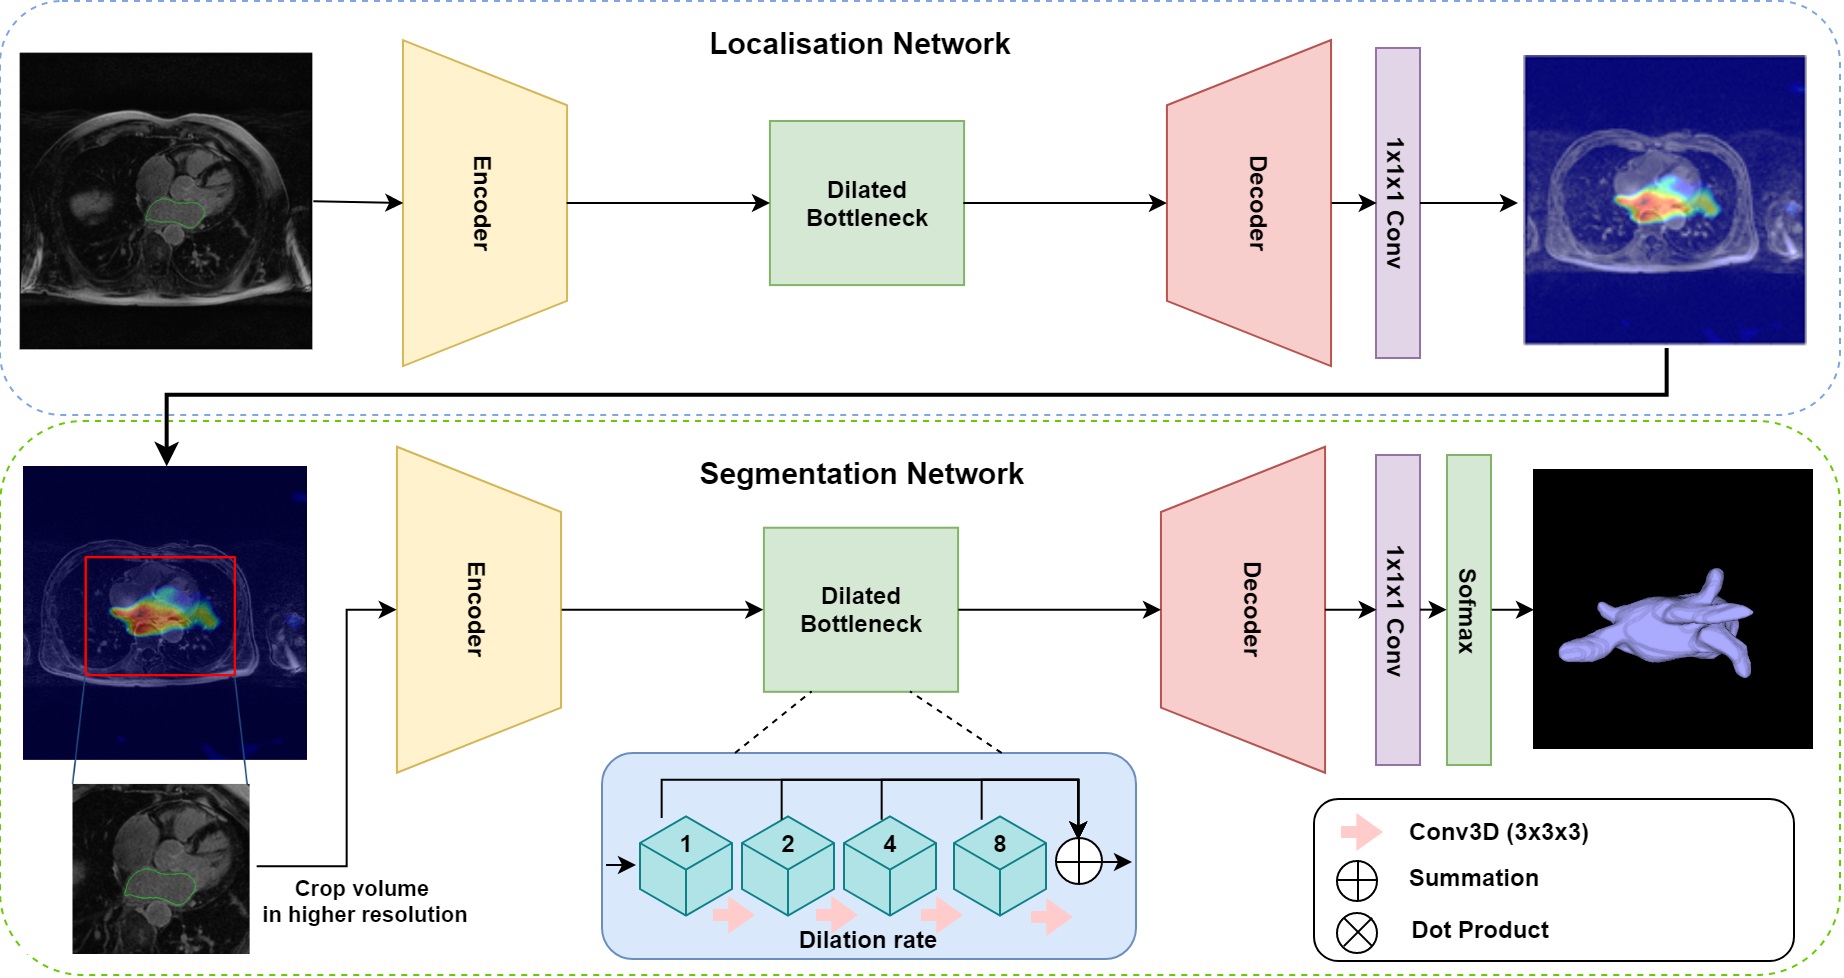 Localisation Network
Encoder
Dilated
Bottleneck
Decoder
1x1x1 Conv
Segmentation Network
Encoder
Dilated
Bottleneck
Decoder
1x1x1 Conv
Sofmax
Crop volume
in higher resolution
1 2 4 8
Dilation rate
Conv3D (3x3x3)
Summation
Dot Product